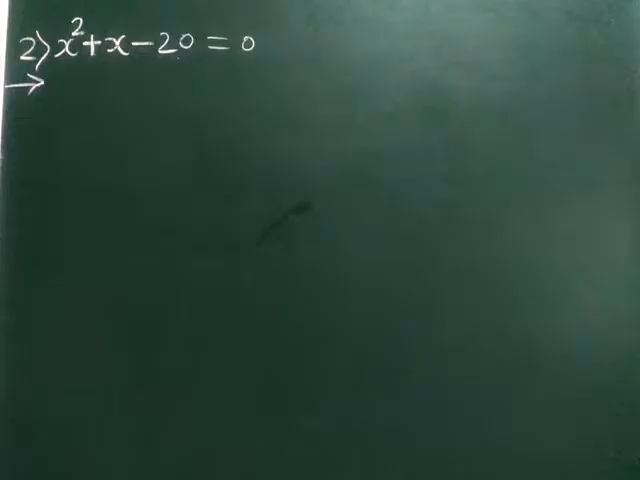 2) x² + x - 20 = 0
→